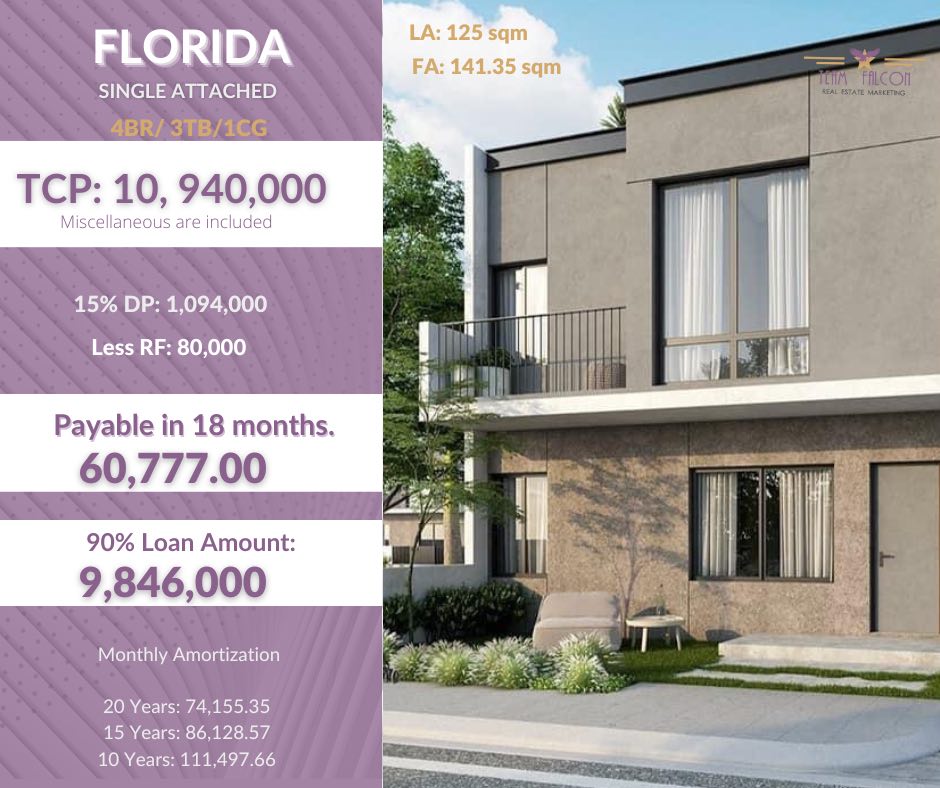 FLORIDA
SINGLE ATTACHED
4BR/ 3TB/1CG
TCP: 10, 940,000
Miscellaneous are included
15% DP: 1,094,000
Less RF: 80,000
Payable in 18 months.
60,777.00
90% Loan Amount:
9,846,000
Monthly Amortization
20 Years: 74,155.35
15 Years: 86,128.57
10 Years: 111,497.66
LA: 125 sqm
FA: 141.35 sqm
TEAM FALCON
REAL ESTATE MARKETING